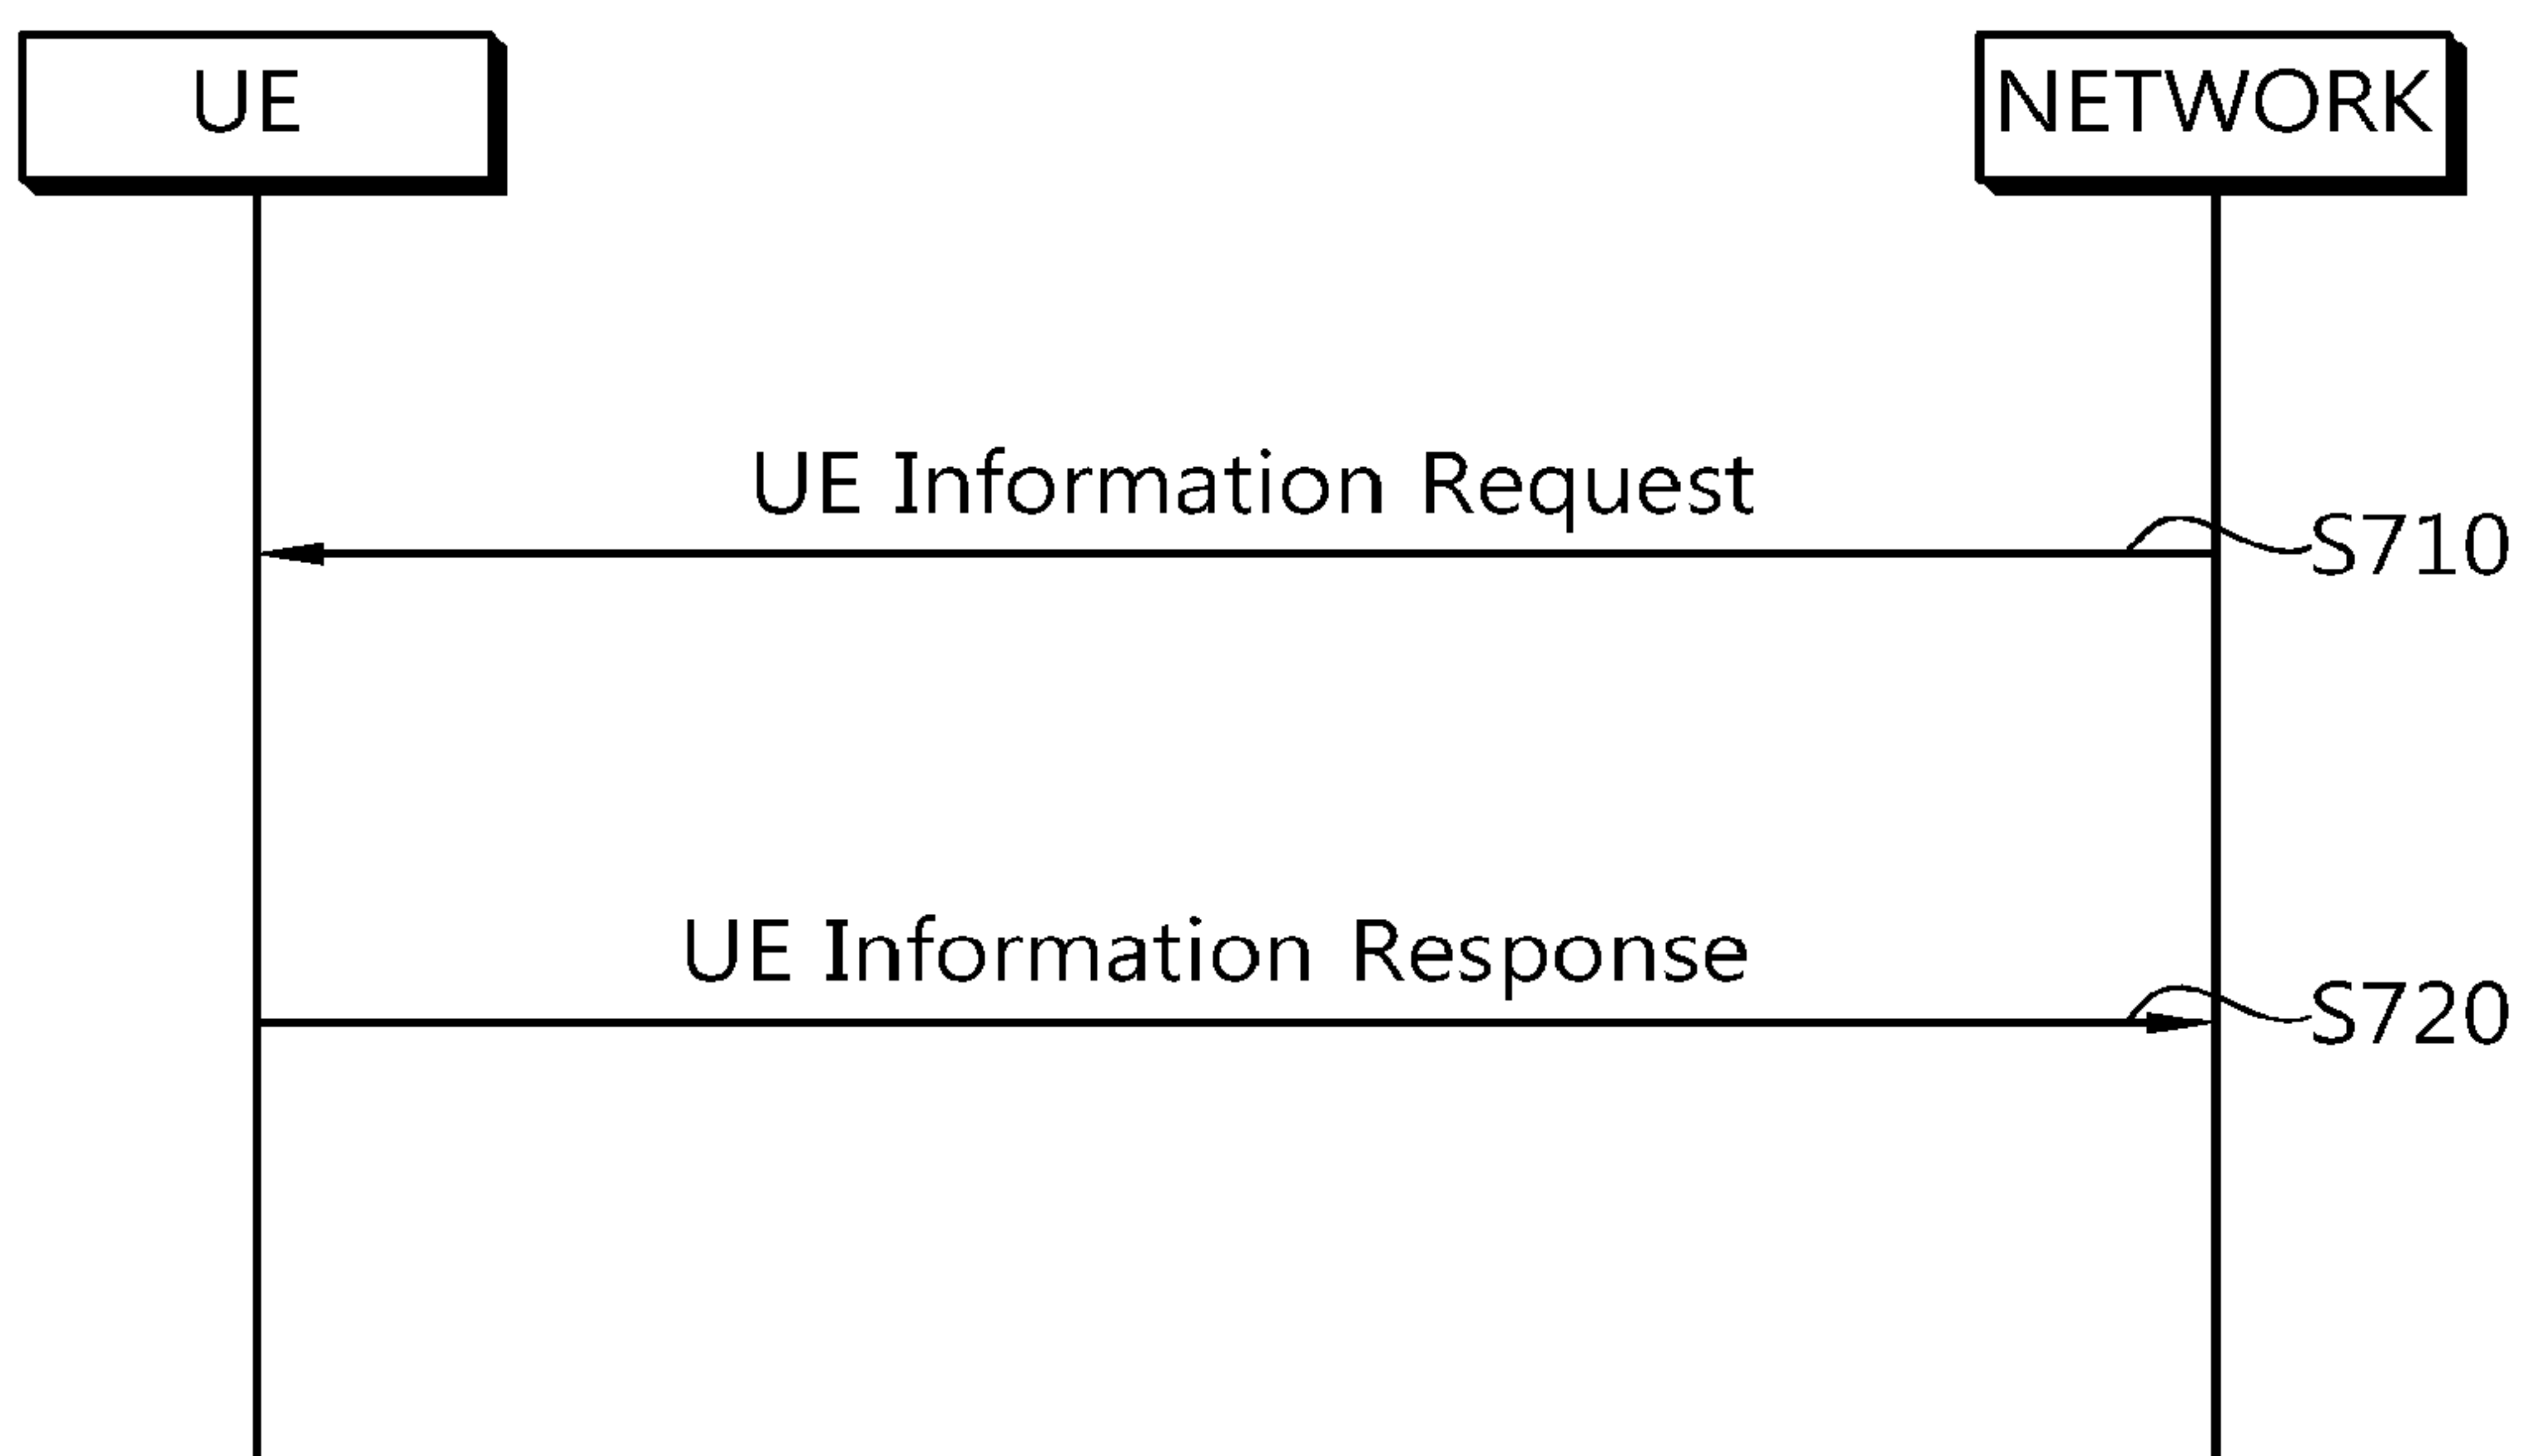 UE
NETWORK
UE Information Request
S710
UE Information Response
S720